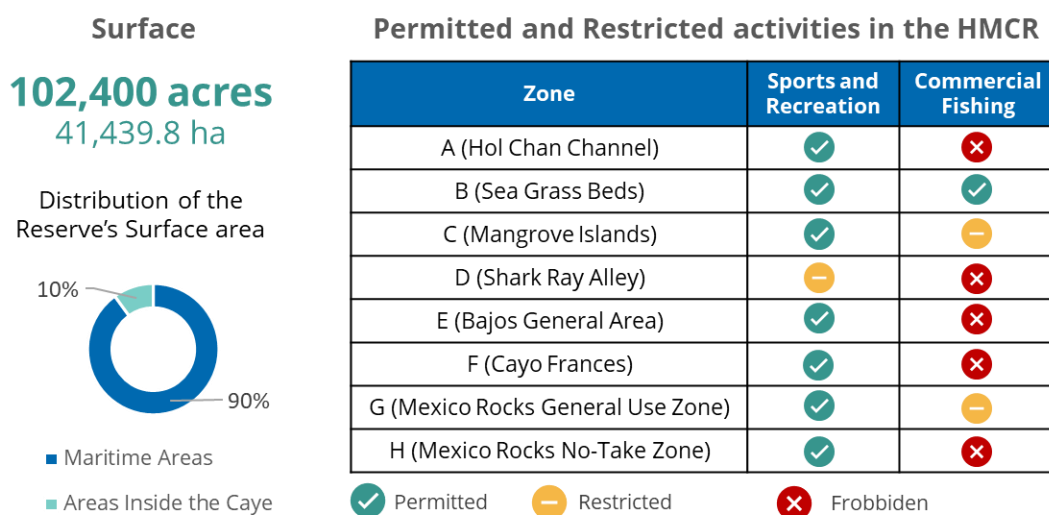 Surface
102,400 acres
41,439.8 ha
Distribution of the
Reserve's Surface area
10%
90%
Maritime Areas
Areas Inside the Caye
Permitted and Restricted activities in the HMCR
Zone
Sports and
Recreation
Commercial
Fishing
A (Hol Chan Channel)
B (Sea Grass Beds)
C (Mangrove Islands)
D (Shark Ray Alley)
E (Bajos General Area)
F (Cayo Frances)
G (Mexico Rocks General Use Zone)
H (Mexico Rocks No-Take Zone)
Permitted
Restricted
Frobbiden